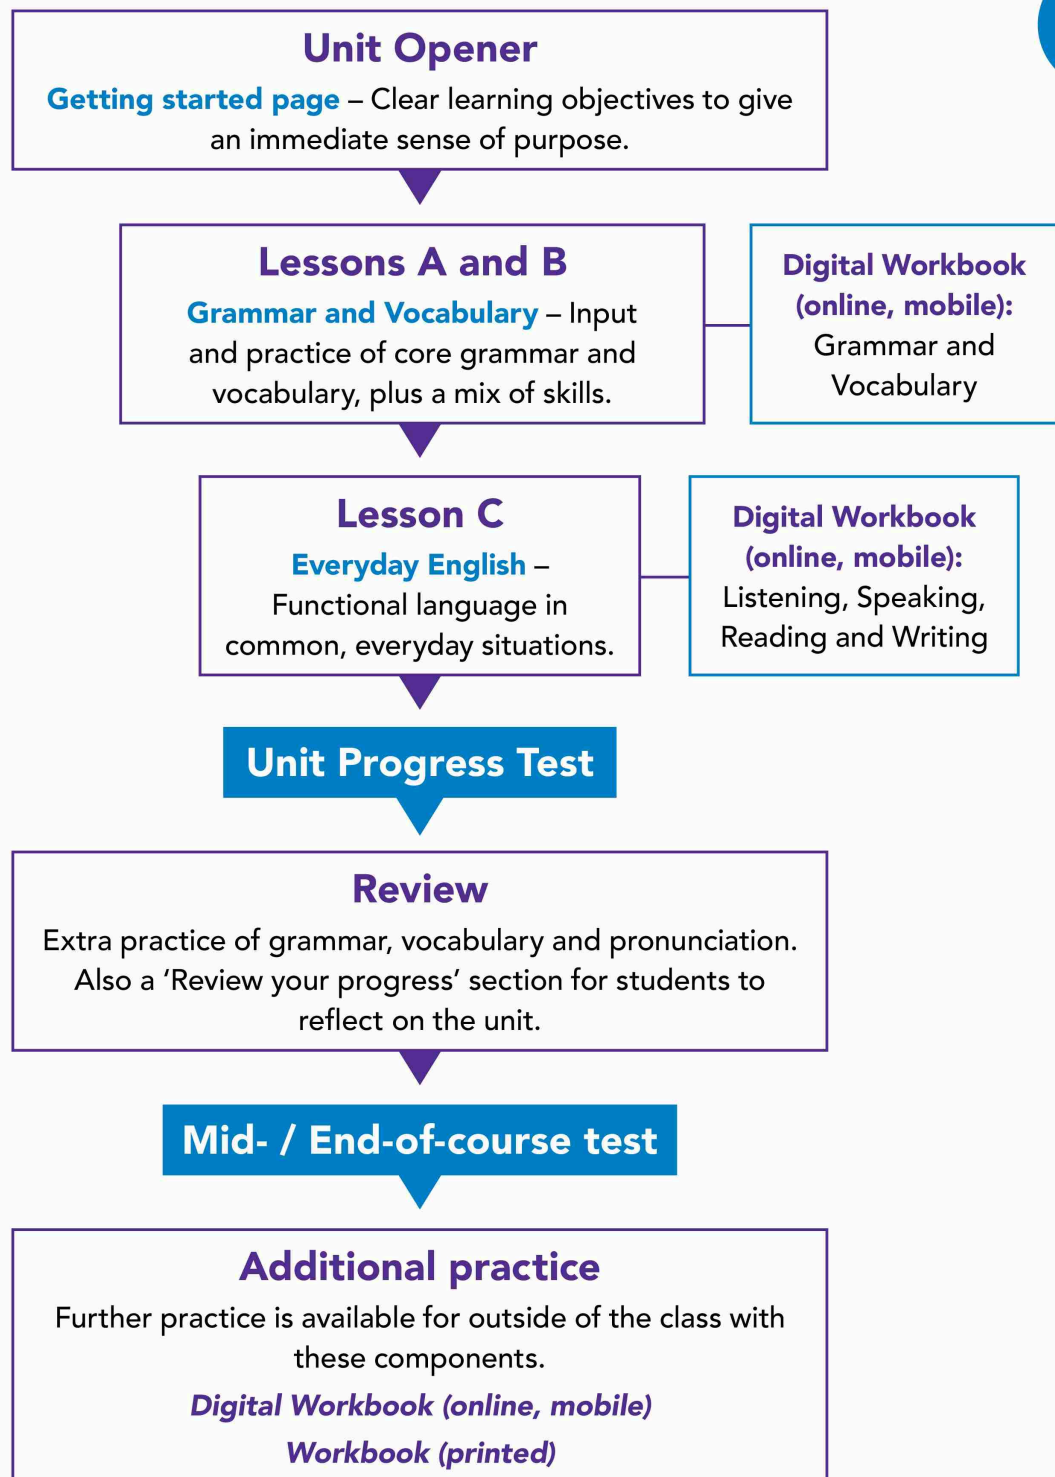 Unit Opener
Getting started page – Clear learning objectives to give
an immediate sense of purpose.
Lessons A and B
Grammar and Vocabulary – Input
and practice of core grammar and
vocabulary, plus a mix of skills.
Digital Workbook
(online, mobile):
Grammar and
Vocabulary
Lesson C
Everyday English –
Functional language in
common, everyday situations.
Digital Workbook
(online, mobile):
Listening, Speaking,
Reading and Writing
Unit Progress Test
Review
Extra practice of grammar, vocabulary and pronunciation.
Also a ‘Review your progress’ section for students to
reflect on the unit.
Mid- / End-of-course test
Additional practice
Further practice is available for outside of the class with
these components.
Digital Workbook (online, mobile)
Workbook (printed)